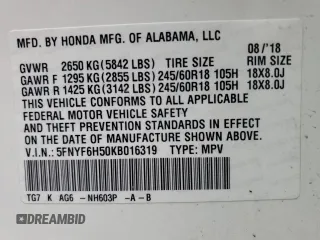 MFD. BY HONDA MFG. OF ALABAMA, LLC
08/'18
GVWR 2650 KG(5842 LBS) TIRE SIZE RIM SIZE
GAWR F 1295 KG(2855 LBS)245/60R18 105H 18X8.0J
GAWR R 1425 KG(3142 LBS)245/60R18 105H 18X8.0J
THIS VEHICLE CONFORMS TO ALL APPLICABLE
FEDERAL MOTOR VEHICLE SAFETY
AND THEFT PREVENTION STANDARDS IN EFFECT
ON THE DATE OF MANUFACTURE SHOWN ABOVE.
V.I.N: 5FNYF6H50KB016319 TYPE: MPV
TG7 K AG6 -NH603P -A-B
DREAMBID